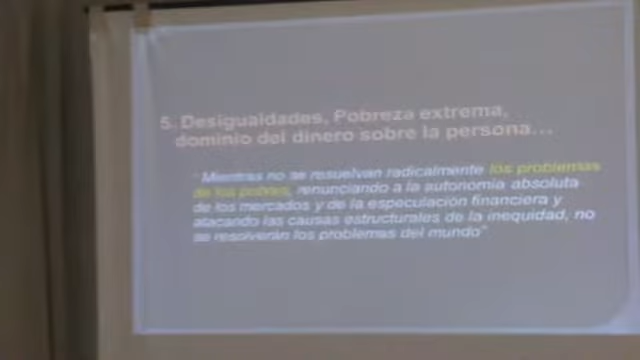 5. Desigualdades, Pobreza extrema,
dominio del dinero sobre la persona...
"Mientras no se resuelvan radicalmente los problemas
de los pobres, renunciando a la autonomía absoluta
de los mercados y de la especulación financiera y
atacando las causas estructurales de la inequidad, no
se resolverán los problemas del mundo"